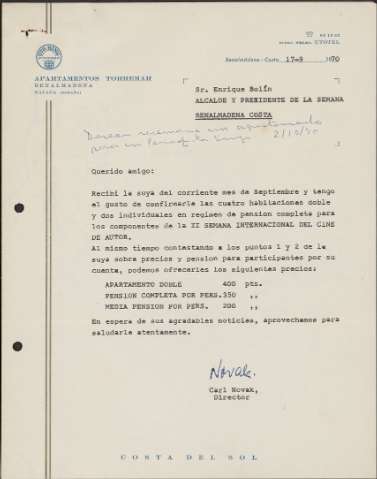 APARTAMENTOS TORREMAR
BENALMADENA
Benalmádena-Costa, 17-9 1970
Sr. Enrique Bolín
ALCALDE Y PRESIDENTE DE LA SEMANA
BENALMADENA COSTA
2/10/70
Querido amigo:
Recibí la suya del corriente mes de Septiembre y tengo
el gusto de confirmarle las cuatro habitaciones doble
y dos individuales en regimen de pension completa para
los componentes de la II SEMANA INTERNACIONAL DEL CINE
DE AUTOR.
Al mismo tiempo contestando a los puntos 1 y 2 de la
suya sobre precios y pension para participantes por su
cuenta, podemos ofrecerles los siguientes precios:
APARTAMENTO DOBLE 400 pts.
PENSION COMPLETA POR PERS. 350 ,,
MEDIA PENSION POR PERS. 200 ,,
En espera de sus agradables noticias, aprovechamos para
saludarle atentamente.
Novak.
Carl Novak,
Director
COSTA DEL SOL